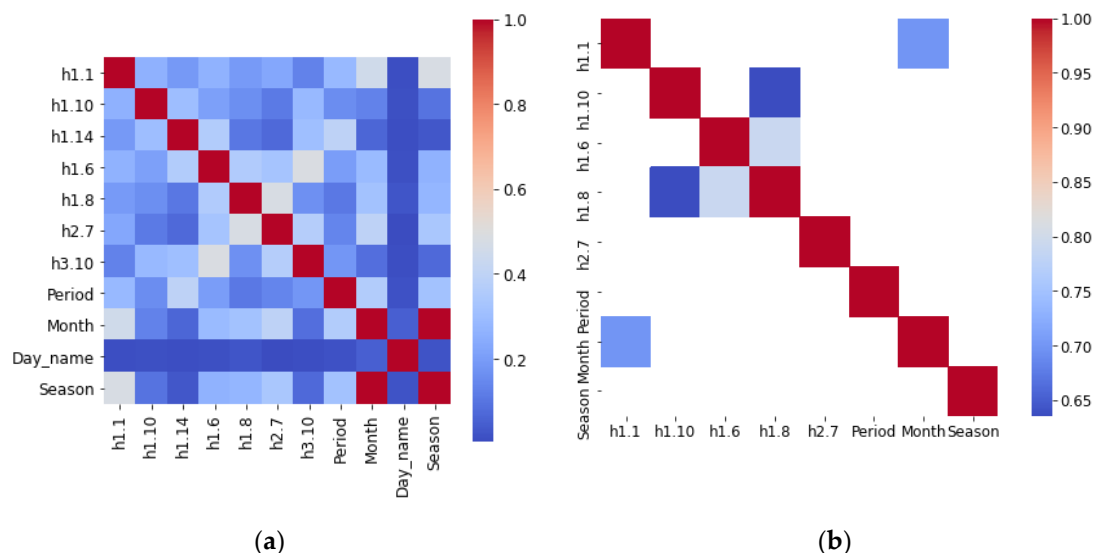 1.0
0.8
0.6
0.4
0.2
h1.1
h1.10
h1.14
h1.6
h1.8
h2.7
h3.10
Period
Month
Day_name
Season
h1.1
h1.10
h1.14
h1.6
h1.8
h2.7
h3.10
Period
Month
Day_name
Season
(a)
1.00
0.95
0.90
0.85
0.80
0.75
0.70
0.65
h1.1
h1.10
h1.6
h1.8
h2.7
Period
Month
Season
h1.1 h1.10 h1.6 h1.8 h2.7 Period Month Season
(b)